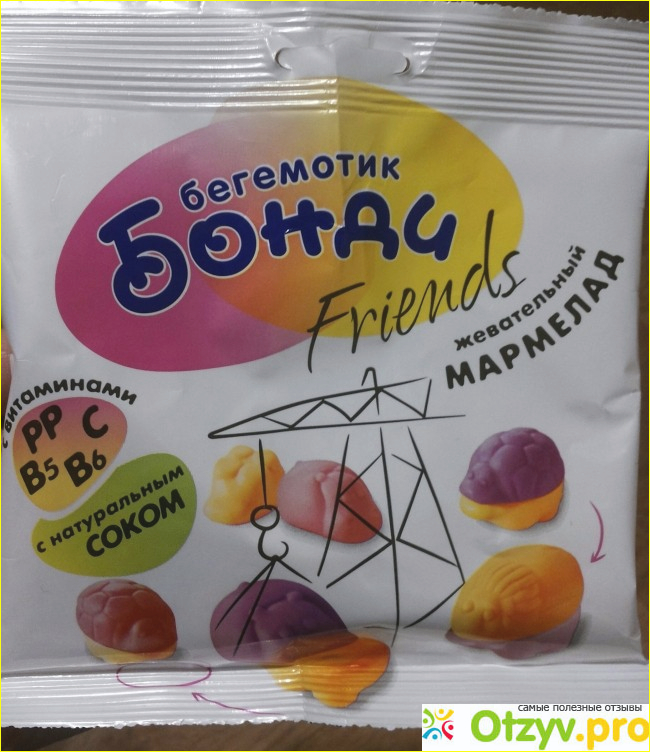 бегемотик
Бонди
Friends
жевательный
МАРМЕЛАД
с витаминами
PP C
B5 B6
с натуральным
СОКОМ
самые полезные отзывы
Otzyv.pro